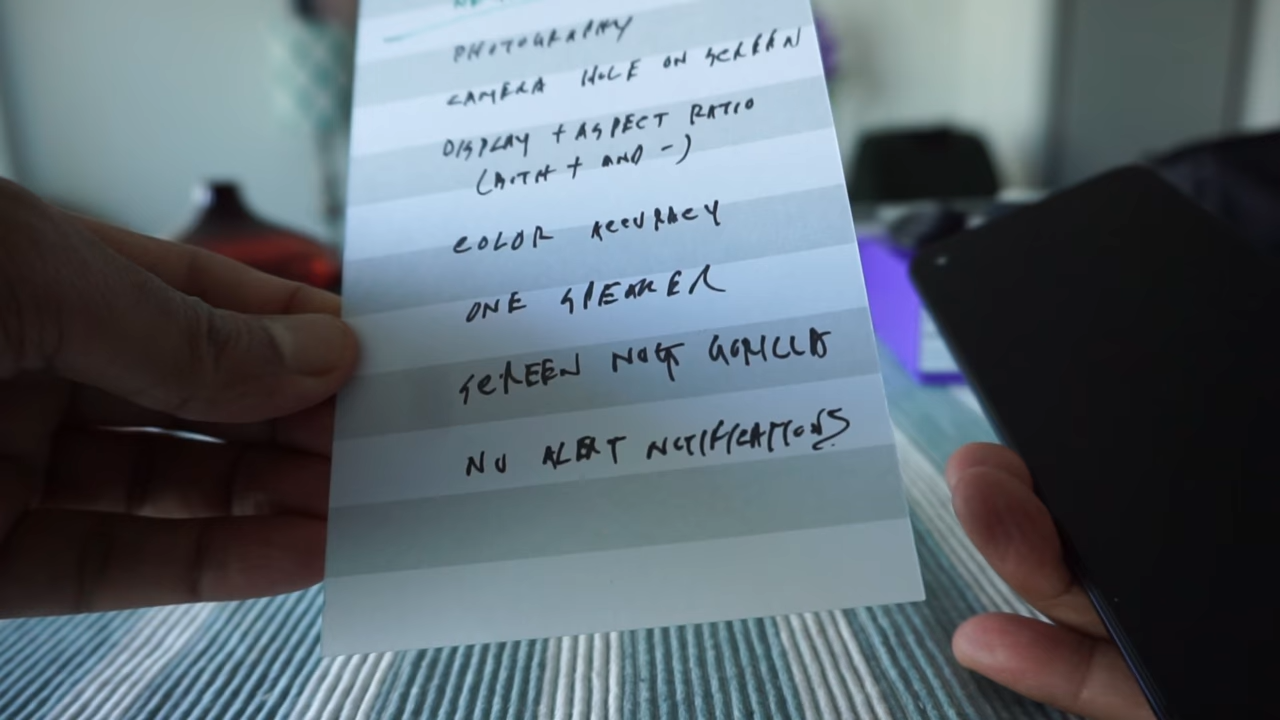 PHOTOGRAPHY
CAMERA HOLE ON SCREEN
DISPLAY + ASPECT RATIO
(BOTH + AND -)
COLOR ACCURACY
ONE SPEAKER
SCREEN NOT GORILLA
NO ALERT NOTIFICATIONS